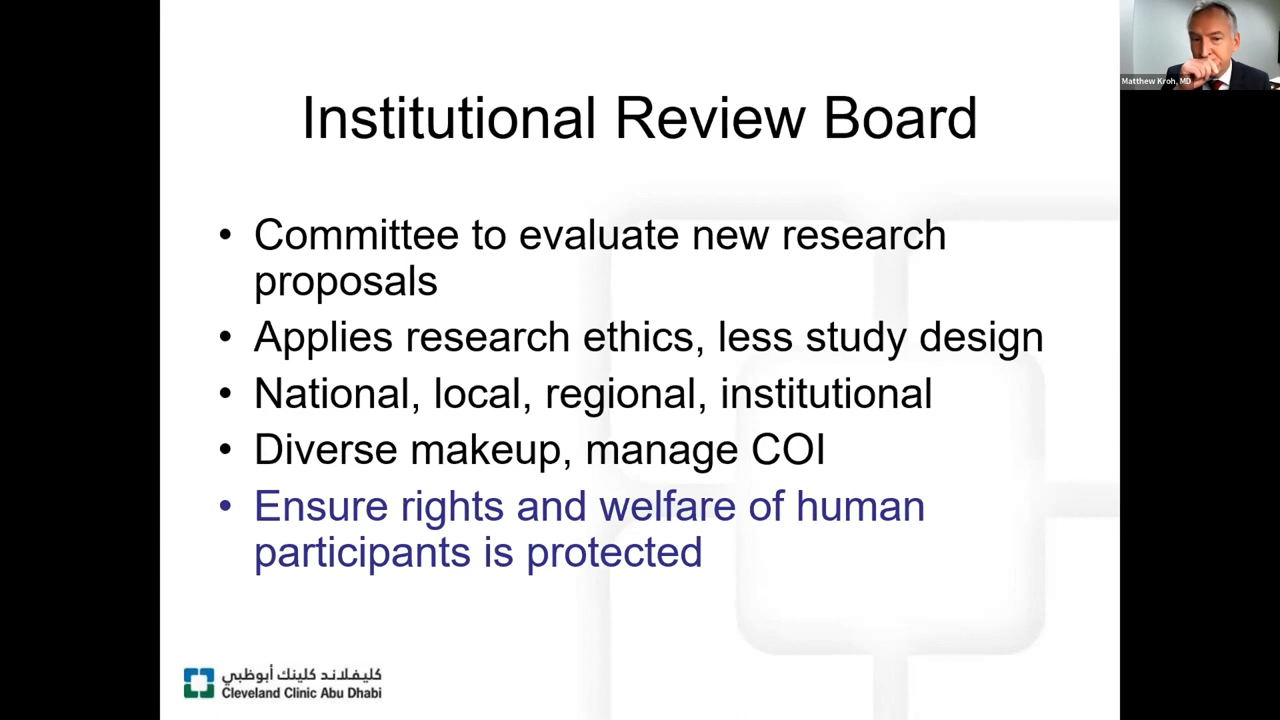 Matthew Kroh, MD
Institutional Review Board
• Committee to evaluate new research
proposals
• Applies research ethics, less study design
• National, local, regional, institutional
• Diverse makeup, manage COI
• Ensure rights and welfare of human
participants is protected
كليفلاند كلينك أبوظبي
Cleveland Clinic Abu Dhabi